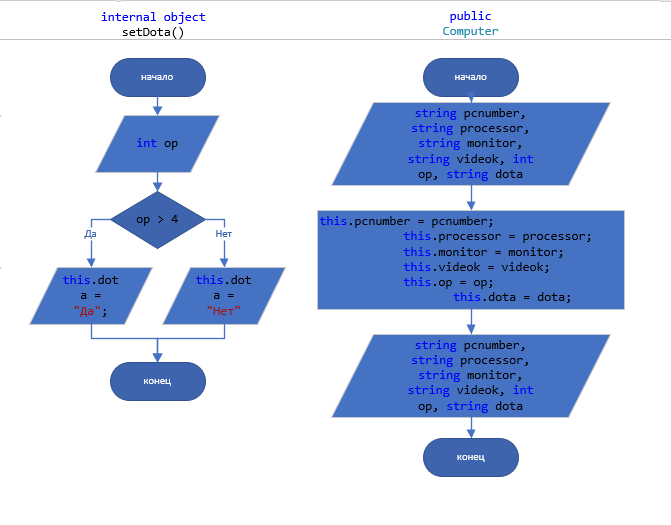 internal object
setDota()
начало
int op
op > 4
Да
Нет
this.dot
a =
"Да";
this.dot
a =
"Нет"
конец
public
Computer
начало
string pcnumber,
string processor,
string monitor,
string videok, int
op, string dota
this.pcnumber = pcnumber;
this.processor = processor;
this.monitor = monitor;
this.videok = videok;
this.op = op;
this.dota = dota;
string pcnumber,
string processor,
string monitor,
string videok, int
op, string dota
конец